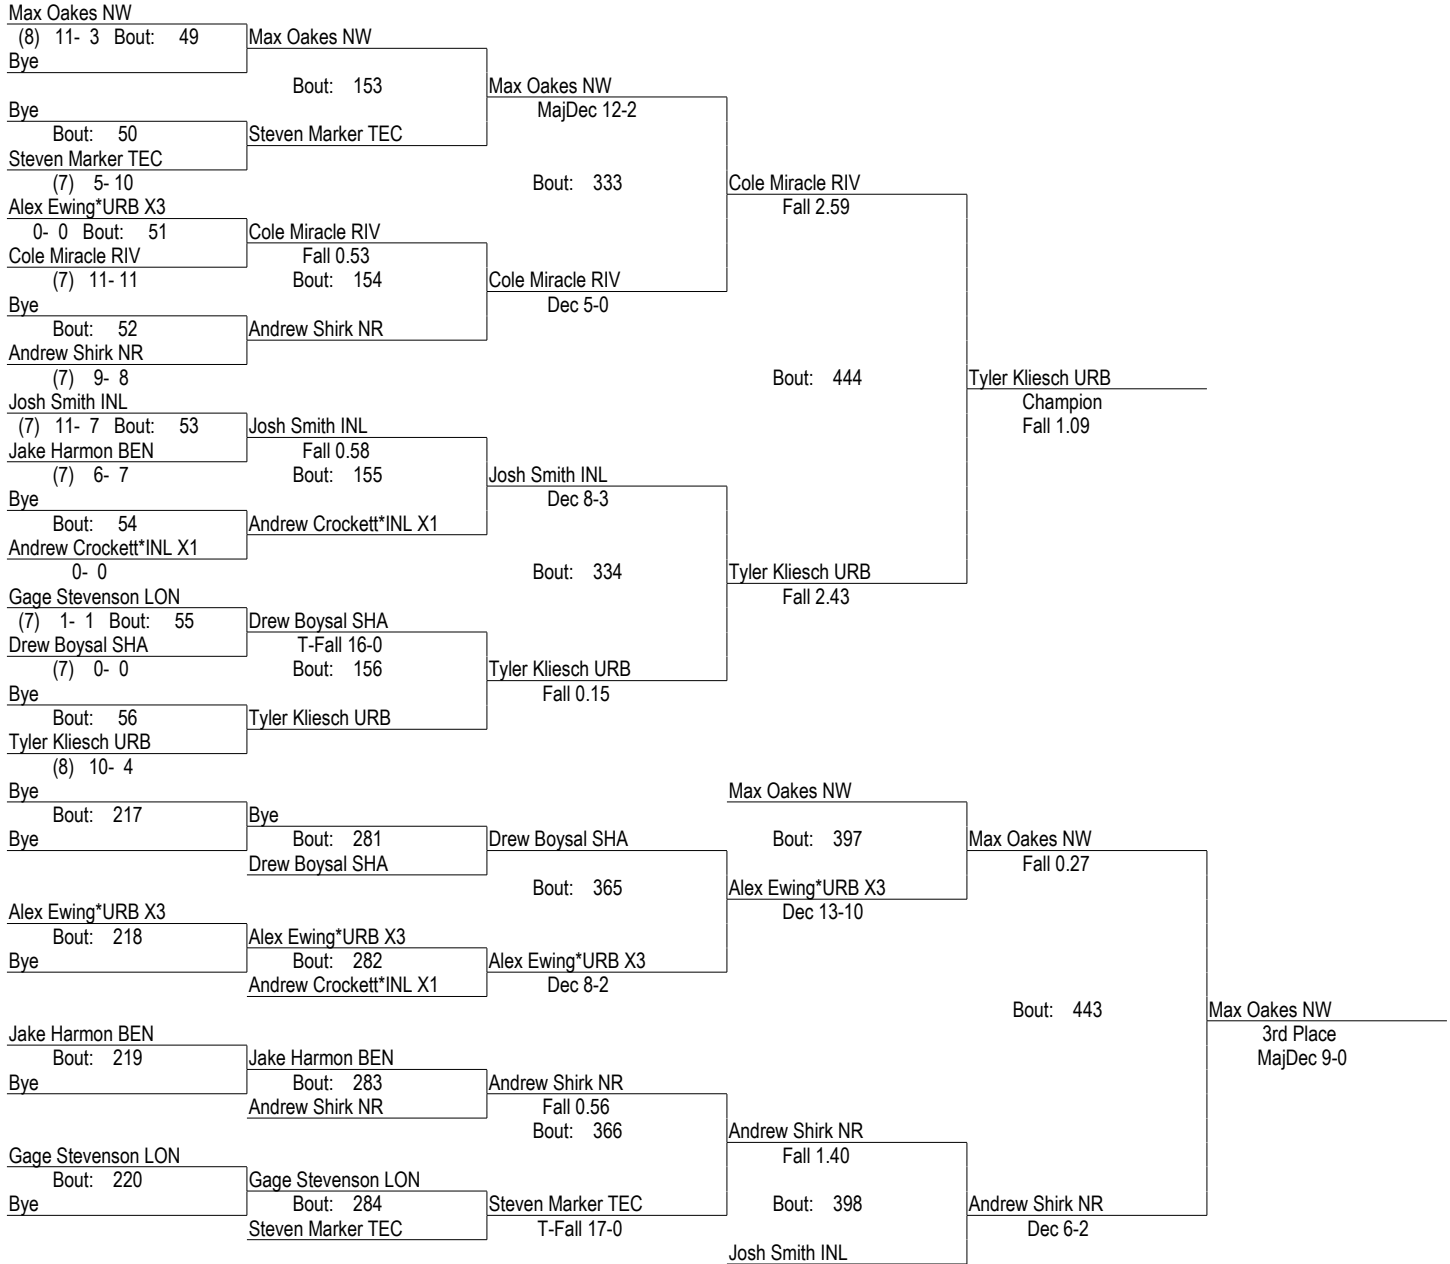 Max Oakes NW
(8) 11- 3 Bout: 49 Max Oakes NW
Bye
Bout: 153 Max Oakes NW
Bye MajDec 12-2
Bout: 50 Steven Marker TEC
Steven Marker TEC
(7) 5- 10 Bout: 333 Cole Miracle RIV
Alex Ewing*URB X3 Fall 2.59
0- 0 Bout: 51 Cole Miracle RIV
Cole Miracle RIV Fall 0.53
(7) 11- 11 Bout: 154 Cole Miracle RIV
Bye Dec 5-0
Bout: 52 Andrew Shirk NR
Andrew Shirk NR
(7) 9- 8 Bout: 444 Tyler Kliesch URB
Josh Smith INL Champion
(7) 11- 7 Bout: 53 Josh Smith INL Fall 1.09
Jake Harmon BEN Fall 0.58
(7) 6- 7 Bout: 155 Josh Smith INL
Bye Dec 8-3
Bout: 54 Andrew Crockett*INL X1
Andrew Crockett*INL X1
0- 0 Bout: 334 Tyler Kliesch URB
Gage Stevenson LON Fall 2.43
(7) 1- 1 Bout: 55 Drew Boysal SHA
Drew Boysal SHA T-Fall 16-0
(7) 0- 0 Bout: 156 Tyler Kliesch URB
Bye Fall 0.15
Bout: 56 Tyler Kliesch URB
Tyler Kliesch URB
(8) 10- 4
Bye Max Oakes NW
Bout: 217 Bye
Bye Bout: 281 Drew Boysal SHA Bout: 397 Max Oakes NW
Drew Boysal SHA Fall 0.27
Bout: 365 Alex Ewing*URB X3
Alex Ewing*URB X3 Dec 13-10
Bout: 218 Alex Ewing*URB X3
Bye Bout: 282 Alex Ewing*URB X3
Andrew Crockett*INL X1 Dec 8-2
Bout: 443 Max Oakes NW
Jake Harmon BEN 3rd Place
Bout: 219 Jake Harmon BEN MajDec 9-0
Bye Bout: 283 Andrew Shirk NR
Andrew Shirk NR Fall 0.56
Bout: 366 Andrew Shirk NR
Gage Stevenson LON Fall 1.40
Bout: 220 Gage Stevenson LON
Bye Bout: 284 Steven Marker TEC Bout: 398 Andrew Shirk NR
Steven Marker TEC T-Fall 17-0 Dec 6-2
Josh Smith INL